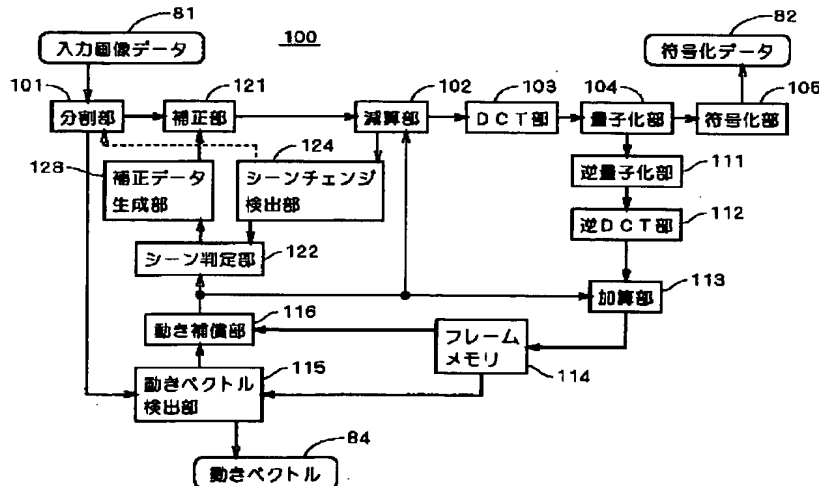 81
入力画像データ
100
82
符号化データ
101
分割部
121
補正部
102
減算部
103
DCT部
104
量子化部
105
符号化部
128
補正データ
生成部
124
シーンチェンジ
検出部
111
逆量子化部
112
逆DCT部
122
シーン判定部
113
加算部
116
動き補償部
フレーム
メモリ
114
115
動きベクトル
検出部
84
動きベクトル